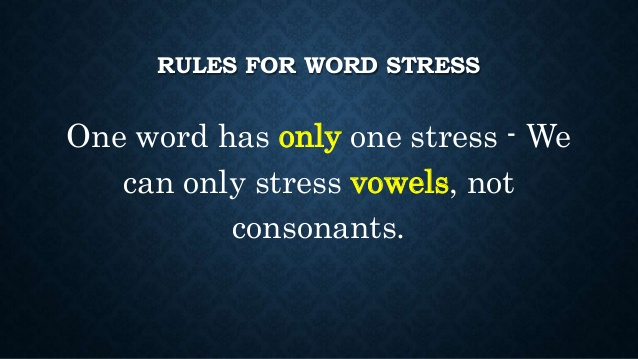 RULES FOR WORD STRESS
One word has only one stress - We
can only stress vowels, not
consonants.